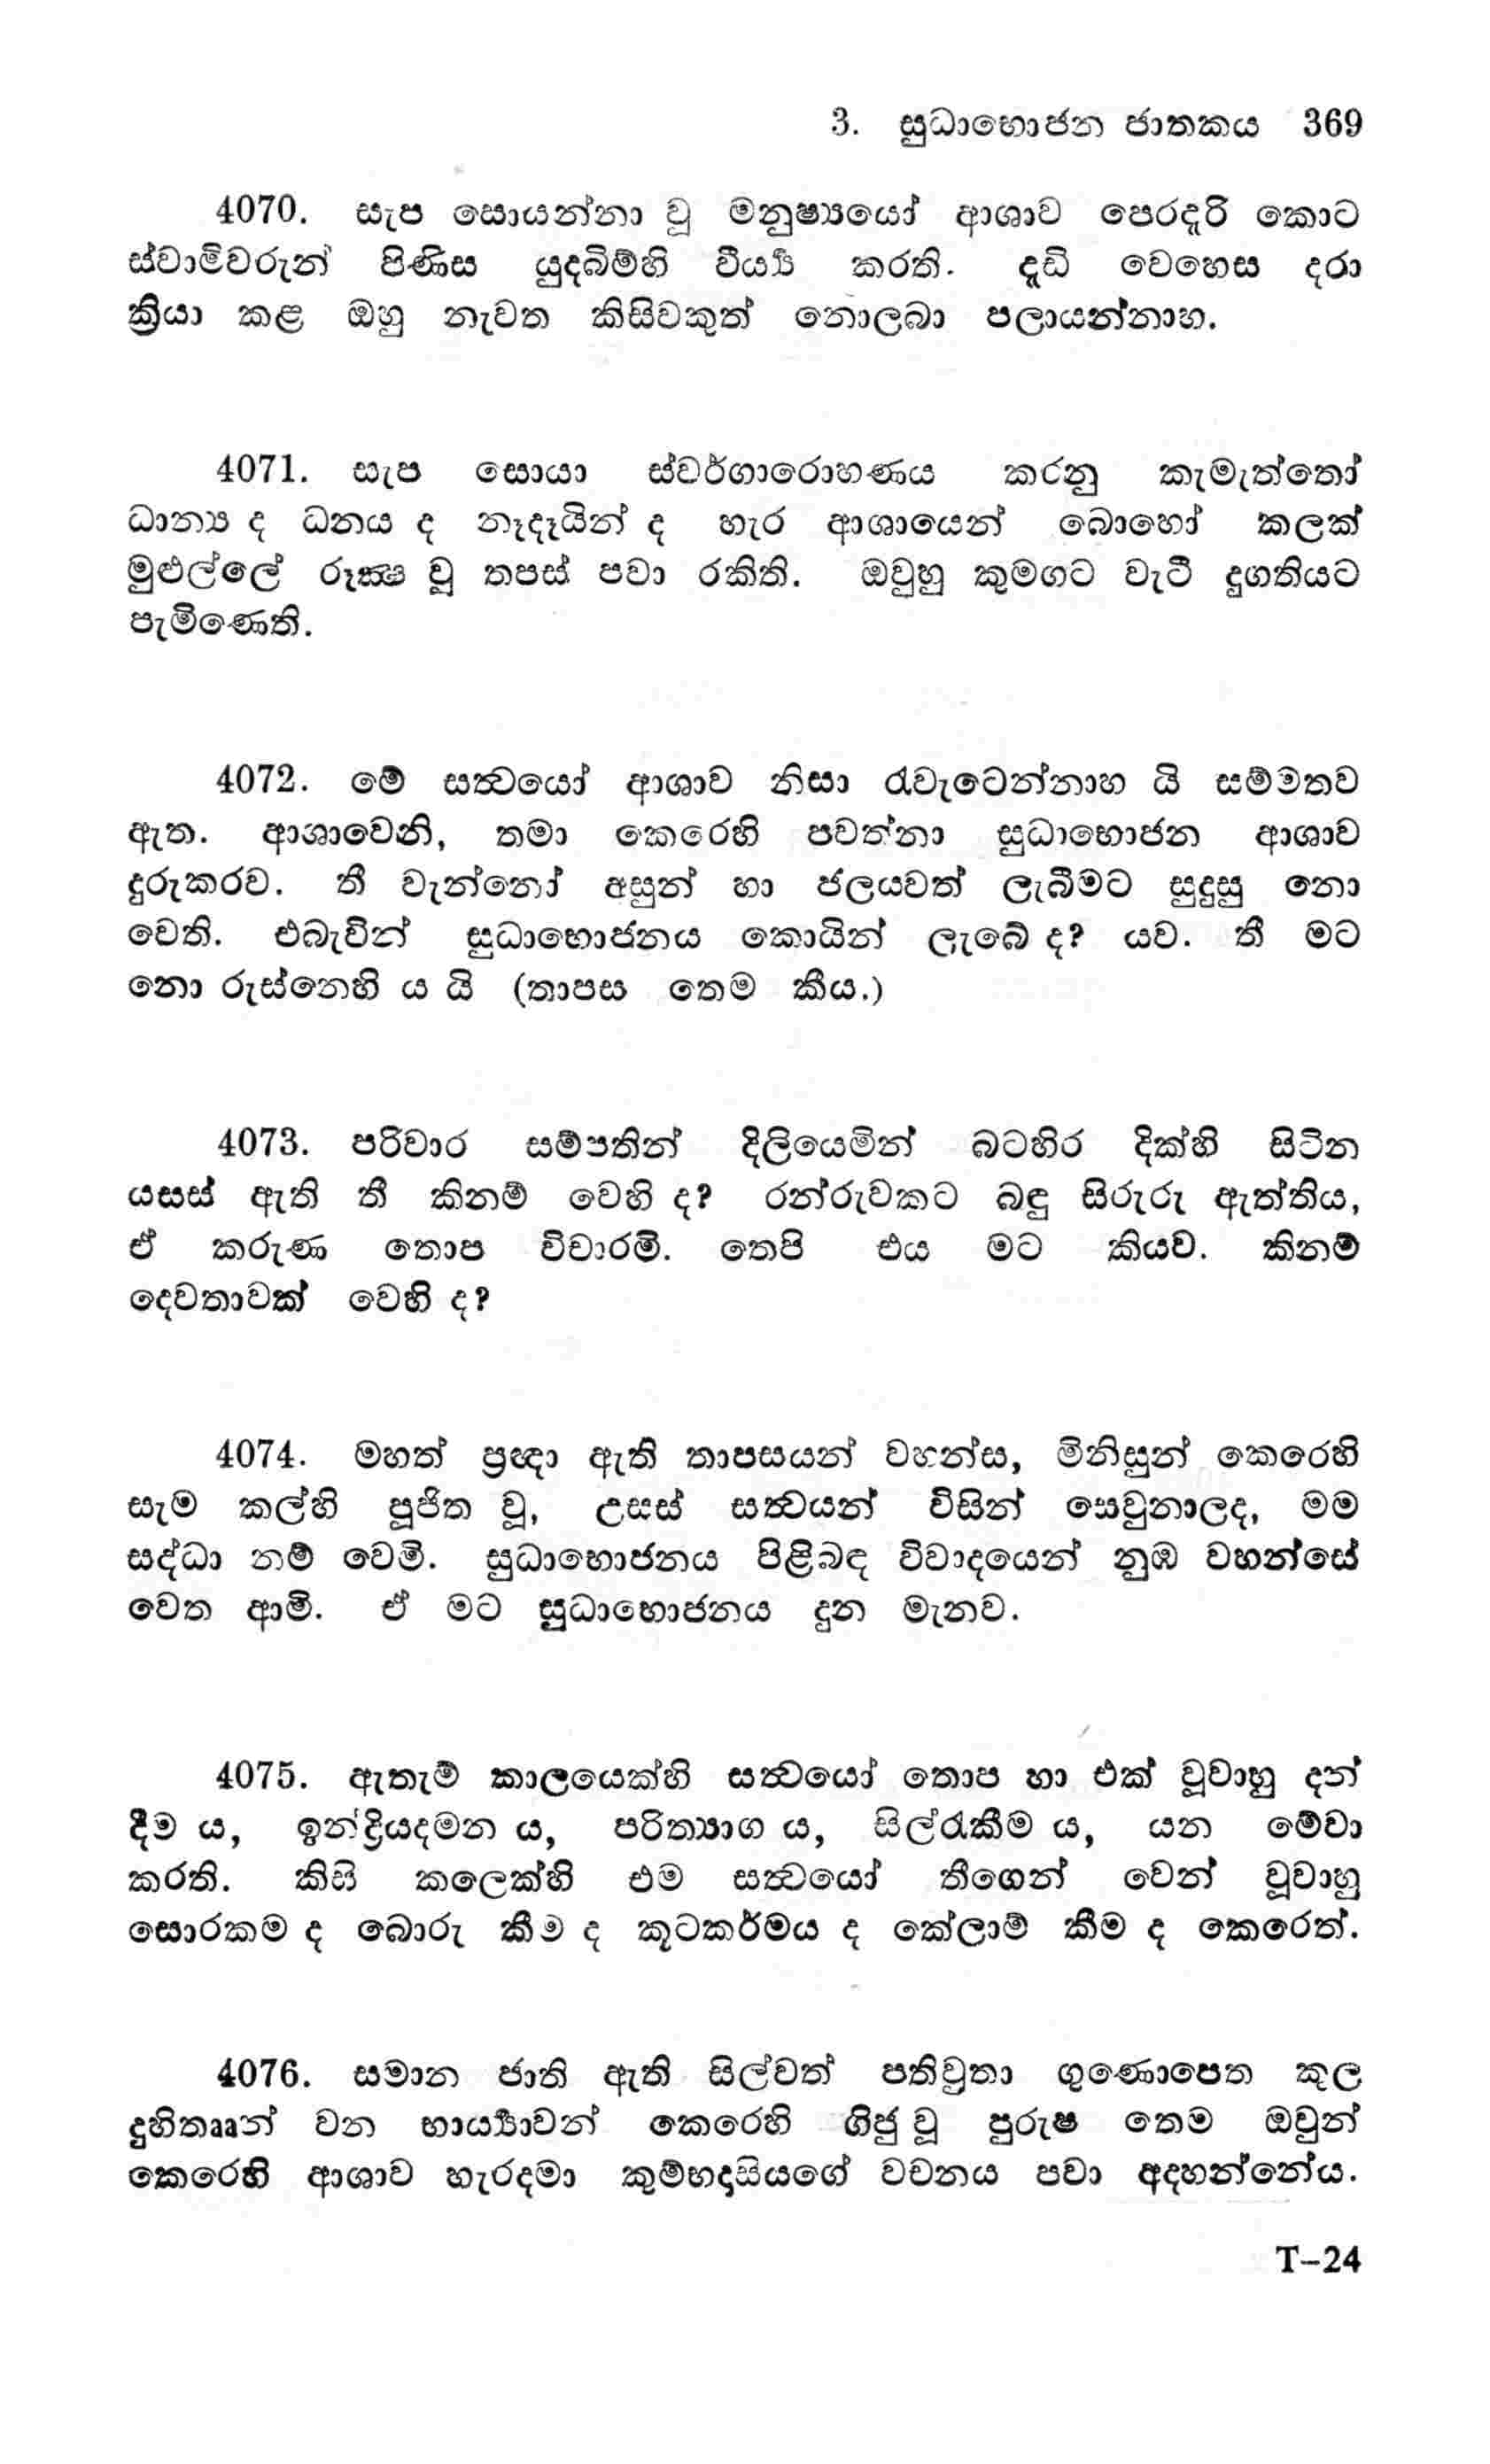 3. සුධාභොජන ජාතකය 369
4070. සැප සොයන්නා වූ මනුෂ්‍යයෝ ආශාව පෙරදැරි කොට
ස්වාමිවරුන් පිණිස යුදබිම්හි වීර්‍ය්‍ය කරති. දැඩි වෙහෙස දරා
ක්‍රියා කළ ඔහු නැවත කිසිවකුත් නොලබා පලායන්නාහ.
4071. සැප සොයා ස්වර්ගාරොහණය කරනු කැමැත්තෝ
ධාන්‍ය ද ධනය ද නෑදෑයින් ද හැර ආශායෙන් බොහෝ කලක්
මුළුල්ලේ රූක්‍ෂ වූ තපස් පවා රකිති. ඔවුහු කුමගට වැටී දුගතියට
පැමිණෙති.
4072. මේ සත්‍වයෝ ආශාව නිසා රැවැටෙන්නාහ යි සම්මතව
ඇත. ආශාවෙනි, තමා කෙරෙහි පවත්නා සුධාභොජන ආශාව
දුරුකරව. තී වැන්නෝ අසුන් හා ජලයවත් ලැබීමට සුදුසු නො
වෙති. එබැවින් සුධාභොජනය කොයින් ලැබේ ද? යව. තී මට
නො රුස්නෙහි ය යි (තාපස තෙම කීය.)
4073. පරිවාර සම්පතින් දිලියෙමින් බටහිර දික්හි සිටින
යසස් ඇති තී කිනම් වෙහි ද? රන්රුවකට බඳු සිරුරු ඇත්තිය,
ඒ කරුණ තොප විචාරමි. තෙපි එය මට කියව. කිනම්
දෙවතාවක් වෙහි ද?
4074. මහත් ප්‍රඥා ඇති තාපසයන් වහන්ස, මිනිසුන් කෙරෙහි
සැම කල්හි පූජිත වූ, උසස් සත්‍වයන් විසින් සෙවුනාලද, මම
සද්ධා නම් වෙමි. සුධාභොජනය පිළිබඳ විවාදයෙන් නුඹ වහන්සේ
වෙත ආමි. ඒ මට සුධාභොජනය දුන මැනව.
4075. ඇතැම් කාලයෙක්හි සත්‍වයෝ තොප හා එක් වූවාහු දන්
දීම ය, ඉන්ද්‍රියදමන ය, පරිත්‍යාග ය, සිල්රැකීම ය, යන මේවා
කරති. කිසි කලෙක්හි එම සත්‍වයෝ තීගෙන් වෙන් වූවාහු
සොරකම ද බොරු කීම ද කූටකර්මය ද කේලාම් කීම ද කෙරෙත්.
4076. සමාන ජාති ඇති සිල්වත් පතිවුතා ගුණොපෙත කුල
දුහිතෲන් වන භාර්‍ය්‍යාවන් කෙරෙහි ගිජු වූ පුරුෂ තෙම ඔවුන්
කෙරෙහි ආශාව හැරදමා කුම්භදාසියගේ වචනය පවා අදහන්නේය.
T–24